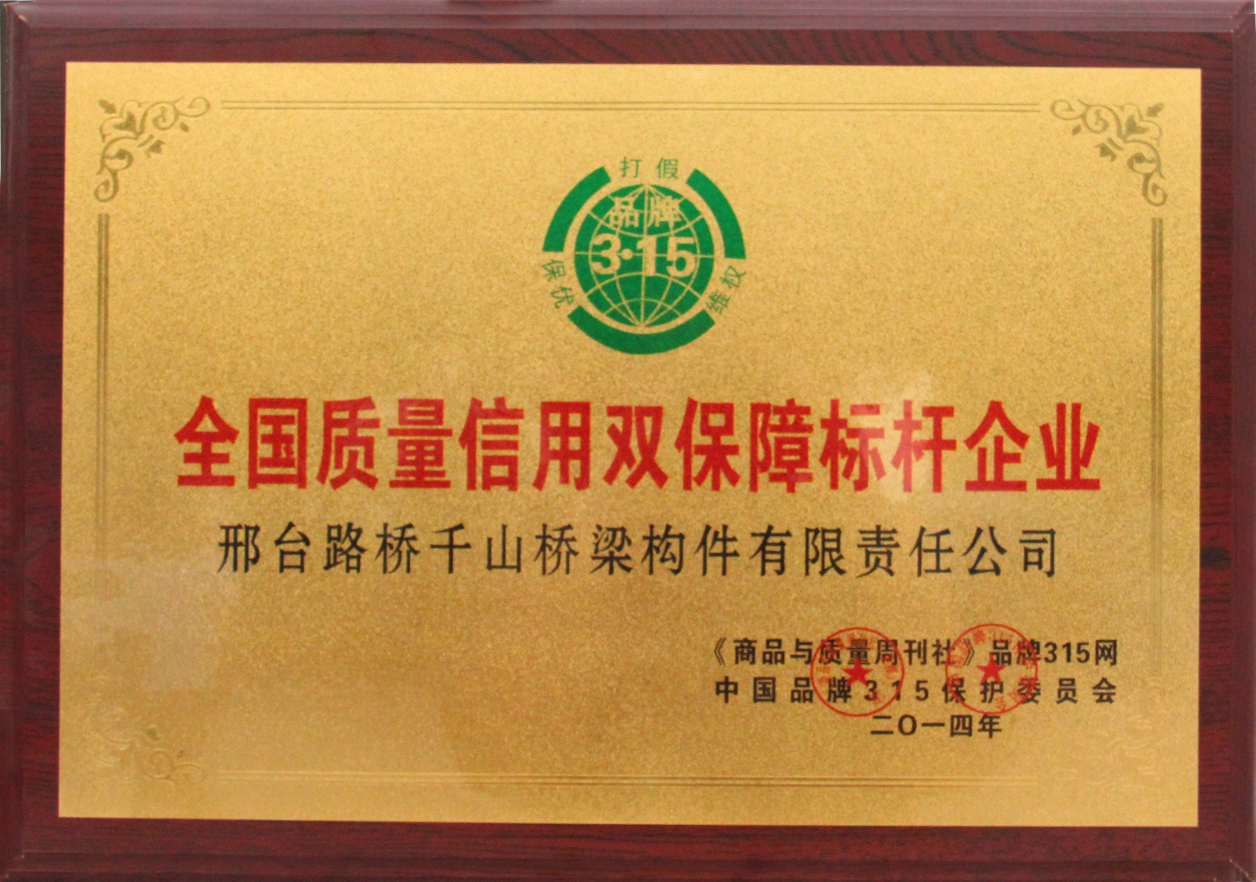 打假
品牌
3·15
保优
维权
全国质量信用双保障标杆企业
邢台路桥千山桥梁构件有限责任公司
《商品与质量周刊社》品牌315网
中国品牌315保护委员会
二〇一四年